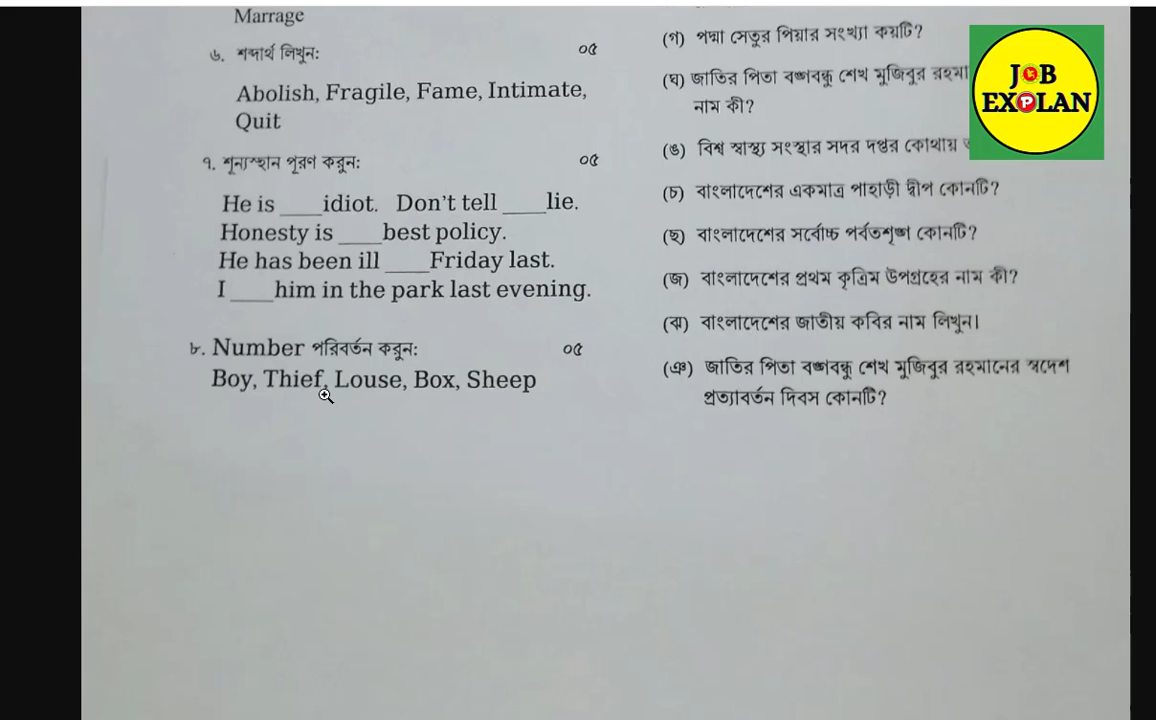 Marrage
৬. শব্দার্থ লিখুন: ০৫
Abolish, Fragile, Fame, Intimate,
Quit
৭. শূন্যস্থান পূরণ করুন: ০৫
He is ____idiot. Don't tell ____lie.
Honesty is ____best policy.
He has been ill ____Friday last.
I ____him in the park last evening.
৮. Number পরিবর্তন করুন: ০৫
Boy, Thief, Louse, Box, Sheep
(গ) পদ্মা সেতুর পিয়ার সংখ্যা কয়টি?
(ঘ) জাতির পিতা বঙ্গবন্ধু শেখ মুজিবুর
নাম কী?
(ঙ) বিশ্ব স্বাস্থ্য সংস্থার সদর দপ্তর কোথায়
(চ) বাংলাদেশের একমাত্র পাহাড়ী দ্বীপ কোনটি?
(ছ) বাংলাদেশের সর্বোচ্চ পর্বতশৃঙ্গ কোনটি?
(জ) বাংলাদেশের প্রথম কৃত্রিম উপগ্রহের নাম কী?
(ঝ) বাংলাদেশের জাতীয় কবির নাম লিখুন।
(ঞ) জাতির পিতা বঙ্গবন্ধু শেখ মুজিবুর রহমানের স্বদেশ
প্রত্যাবর্তন দিবস কোনটি?
JOB
EXPLAN